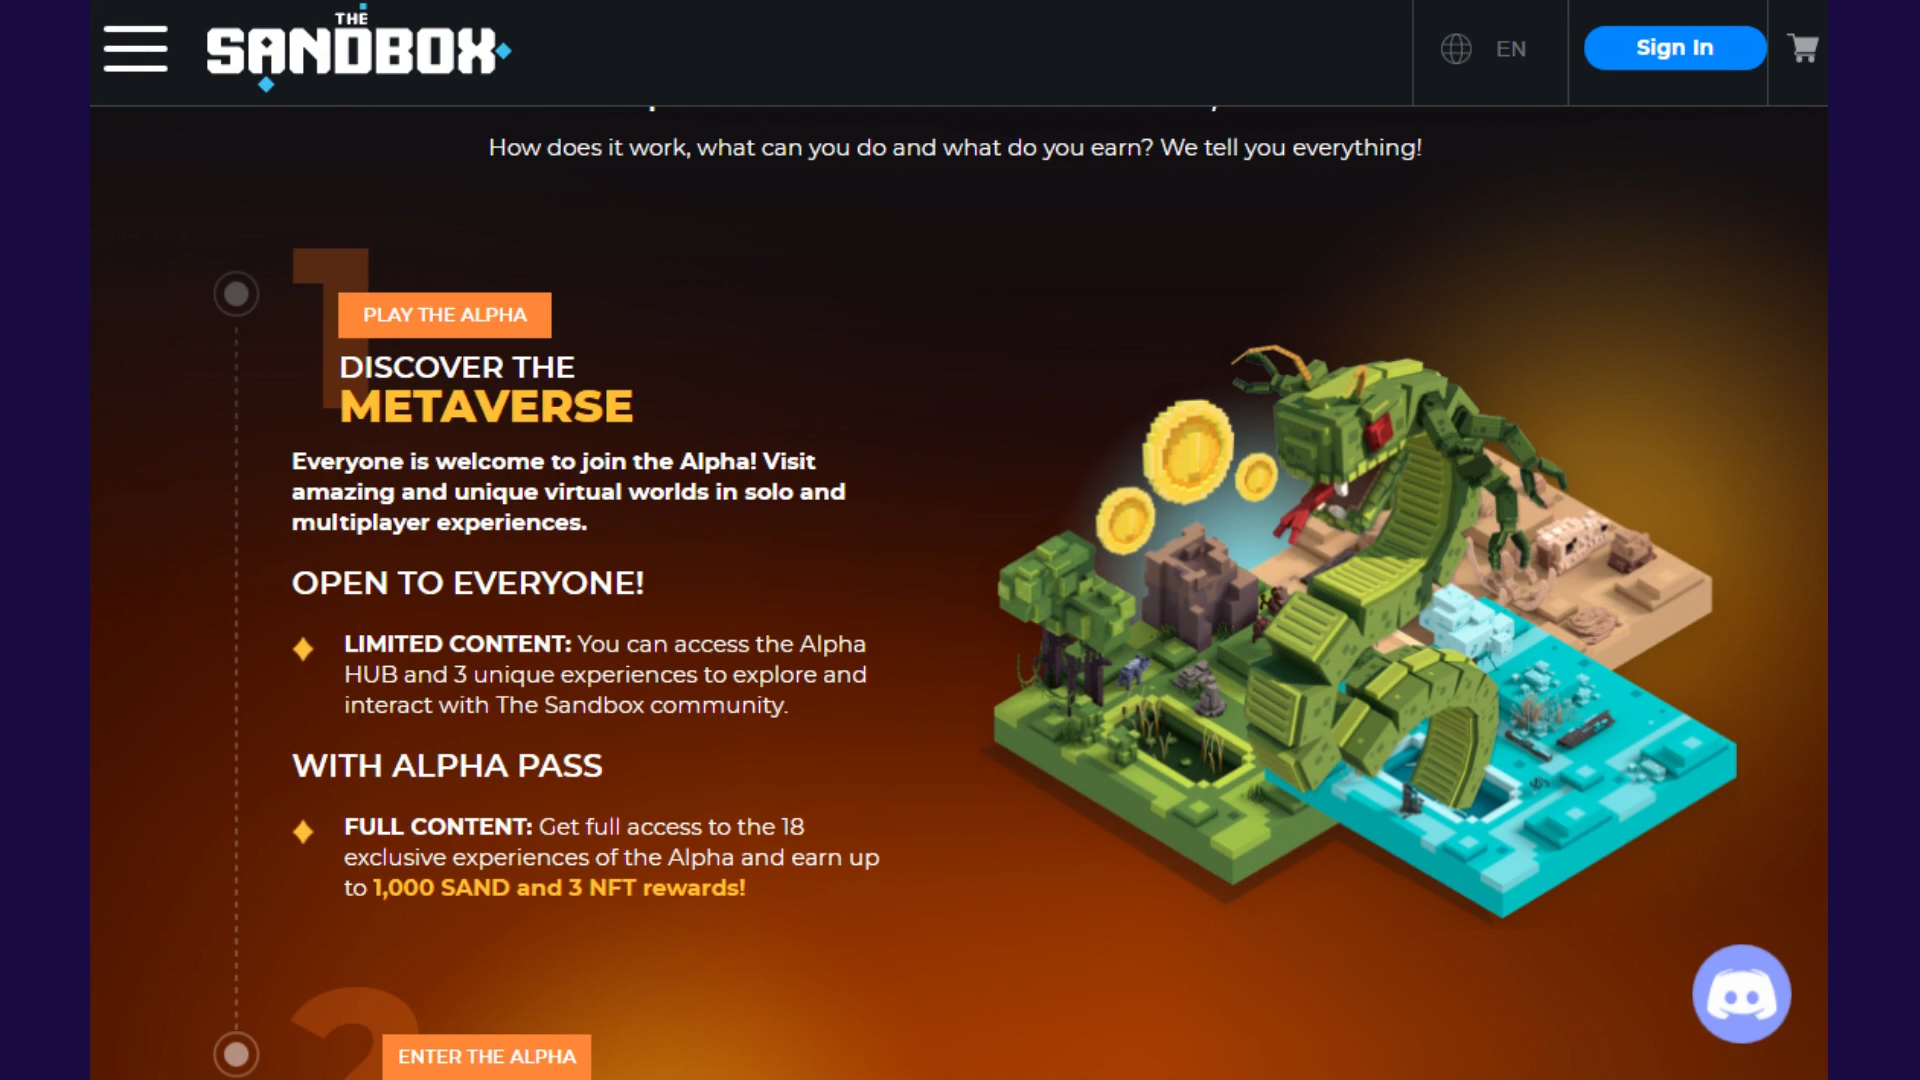 THE
SANDBOX
EN
Sign In
How does it work, what can you do and what do you earn? We tell you everything!
1
PLAY THE ALPHA
DISCOVER THE
METAVERSE
Everyone is welcome to join the Alpha! Visit
amazing and unique virtual worlds in solo and
multiplayer experiences.
OPEN TO EVERYONE!
LIMITED CONTENT: You can access the Alpha
HUB and 3 unique experiences to explore and
interact with The Sandbox community.
WITH ALPHA PASS
FULL CONTENT: Get full access to the 18
exclusive experiences of the Alpha and earn up
to 1,000 SAND and 3 NFT rewards!
2
ENTER THE ALPHA